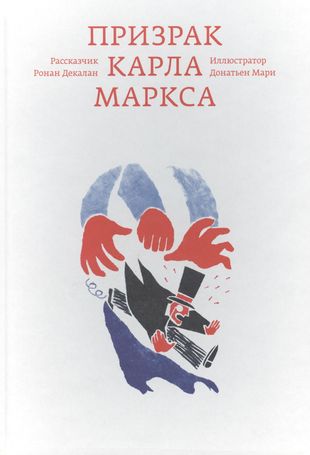 ПРИЗРАК
Рассказчик
Ронан Декалан
КАРЛА
Иллюстратор
Донатьен Мари
МАРКСА